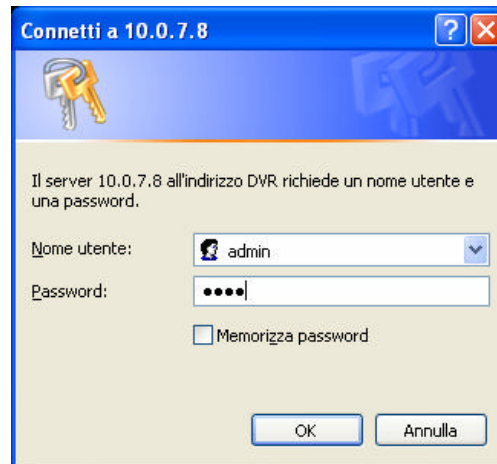 Connetti a 10.0.7.8
Il server 10.0.7.8 all'indirizzo DVR richiede un nome utente e
una password.
Nome utente:
admin
Password:
••••
Memorizza password
OK
Annulla